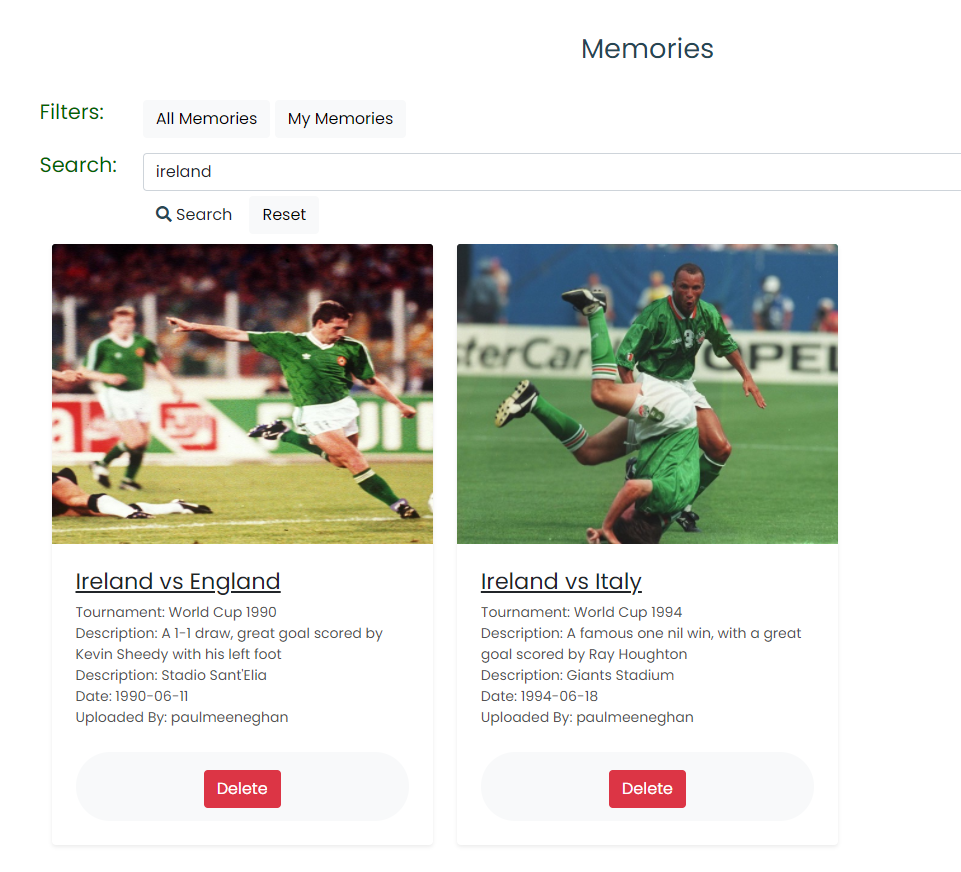 Memories
Filters:
All Memories
My Memories
Search:
ireland
Search
Reset
FUJI
sterCar
OPEL
Ireland vs England
Tournament: World Cup 1990
Description: A 1-1 draw, great goal scored by
Kevin Sheedy with his left foot
Description: Stadio Sant'Elia
Date: 1990-06-11
Uploaded By: paulmeeneghan
Delete
Ireland vs Italy
Tournament: World Cup 1994
Description: A famous one nil win, with a great
goal scored by Ray Houghton
Description: Giants Stadium
Date: 1994-06-18
Uploaded By: paulmeeneghan
Delete